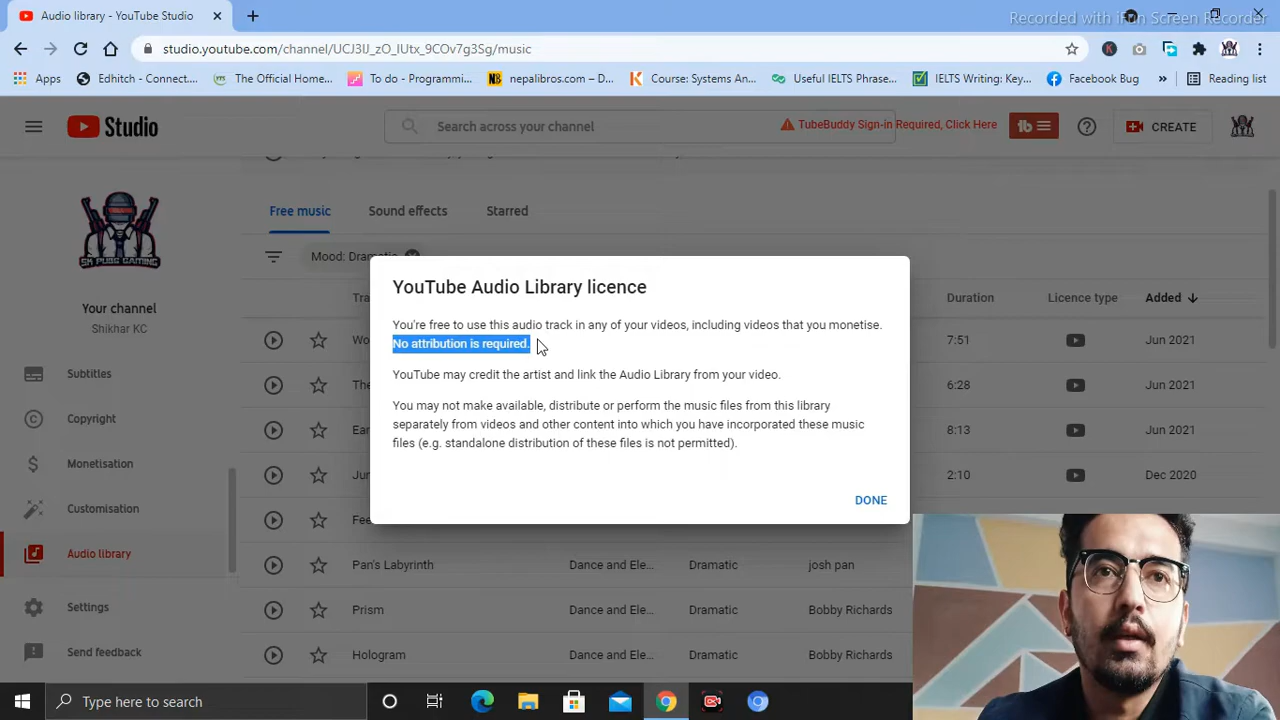 Audio library - YouTube Studio
Recorded with iFun Screen Recorder
studio.youtube.com/channel/UCJ3IJ_zO_IUtx_9COv7g3Sg/music
Apps
Edhitch - Connect...
The Official Home...
To do - Programmi...
nepalibros.com – D...
Course: Systems An...
Useful IELTS Phrase...
IELTS Writing: Key...
Facebook Bug
»
Reading list
Studio
Search across your channel
TubeBuddy Sign-in Required, Click Here
tb
CREATE
SK PUBG GAMING
Your channel
Shikhar KC
Subtitles
Copyright
Monetisation
Customisation
Audio library
Settings
Send feedback
Free music
Sound effects
Starred
Mood: Dramatic
Duration
Licence type
Added
7:51
Jun 2021
6:28
Jun 2021
8:13
Jun 2021
2:10
Dec 2020
Pan's Labyrinth
Dance and Ele...
Dramatic
josh pan
Prism
Dance and Ele...
Dramatic
Bobby Richards
Hologram
Dance and Ele...
Dramatic
Bobby Richards
YouTube Audio Library licence
You're free to use this audio track in any of your videos, including videos that you monetise.
No attribution is required.
YouTube may credit the artist and link the Audio Library from your video.
You may not make available, distribute or perform the music files from this library
separately from videos and other content into which you have incorporated these music
files (e.g. standalone distribution of these files is not permitted).
DONE
Type here to search